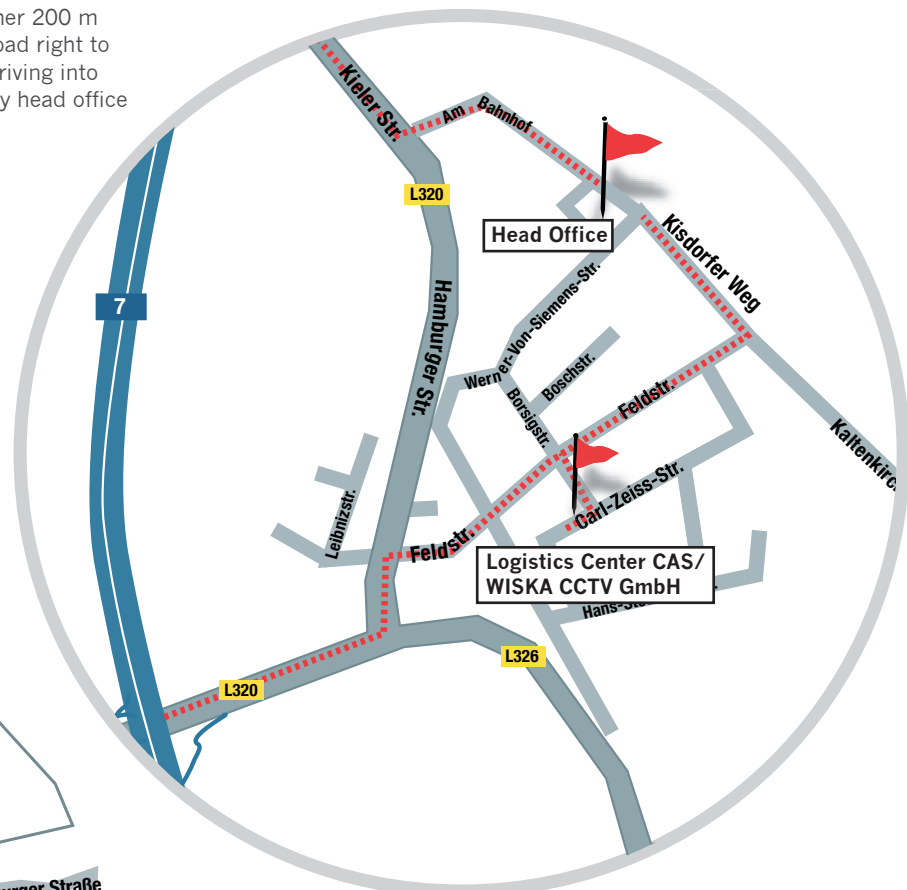 her 200 m
oad right to
riving into
y head office
Kieler Str.
Am Bahnhof
L320
Head Office
Kisdorfer Weg
7
Hamburger Str.
Werner-Von-Siemens-Str.
Boschstr.
Borsigstr.
Feldstr.
Kaltenkirc
Leibnizstr.
Carl-Zeiss-Str.
Feldstr.
Logistics Center CAS/
WISKA CCTV GmbH
Hans-St
L326
L320
urger Straße